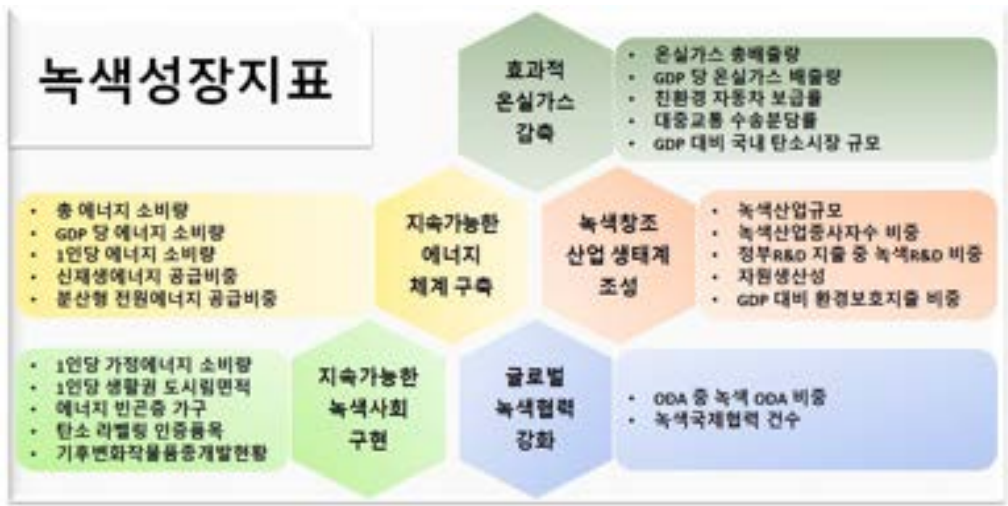 녹색성장지표
효과적
온실가스
감축
• 온실가스 총배출량
• GDP 당 온실가스 배출량
• 친환경 자동차 보급률
• 대중교통 수송분담률
• GDP 대비 국내 탄소시장 규모
• 총 에너지 소비량
• GDP 당 에너지 소비량
• 1인당 에너지 소비량
• 신재생에너지 공급비중
• 분산형 전원에너지 공급비중
지속가능한
에너지
체계 구축
녹색창조
산업 생태계
조성
• 녹색산업규모
• 녹색산업종사자수 비중
• 정부R&D 지출 중 녹색R&D 비중
• 자원생산성
• GDP 대비 환경보호지출 비중
• 1인당 가정에너지 소비량
• 1인당 생활권 도시림면적
• 에너지 빈곤층 가구
• 탄소 라벨링 인증품목
• 기후변화작물품종개발현황
지속가능한
녹색사회
구현
글로벌
녹색협력
강화
• ODA 중 녹색 ODA 비중
• 녹색국제협력 건수